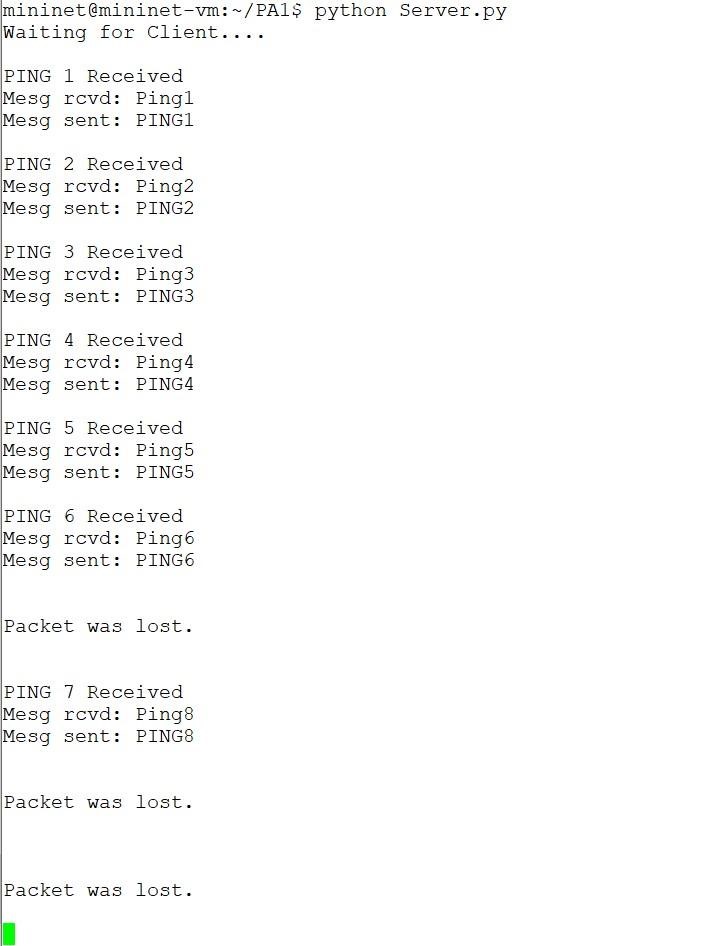 mininet@mininet-vm:~/PA1$ python Server.py
Waiting for Client....
PING 1 Received
Mesg rcvd: Ping1
Mesg sent: PING1
PING 2 Received
Mesg rcvd: Ping2
Mesg sent: PING2
PING 3 Received
Mesg rcvd: Ping3
Mesg sent: PING3
PING 4 Received
Mesg rcvd: Ping4
Mesg sent: PING4
PING 5 Received
Mesg rcvd: Ping5
Mesg sent: PING5
PING 6 Received
Mesg rcvd: Ping6
Mesg sent: PING6
Packet was lost.
PING 7 Received
Mesg rcvd: Ping8
Mesg sent: PING8
Packet was lost.
Packet was lost.